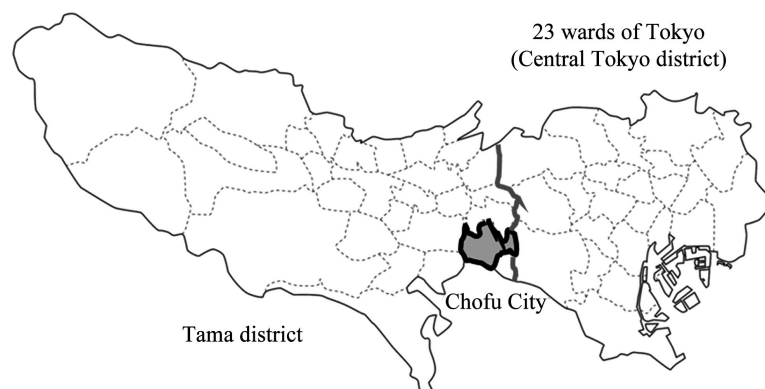 23 wards of Tokyo
(Central Tokyo district)
Chofu City
Tama district